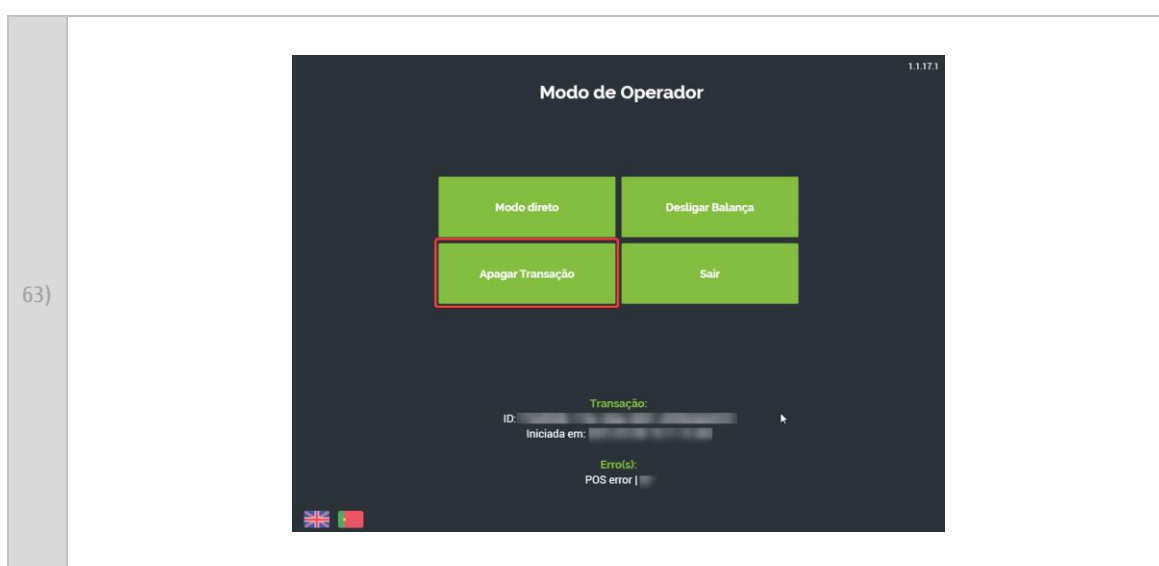 1.1.17.1
Modo de Operador
Modo direto
Desligar Balança
Apagar Transação
Sair
63)
Transação:
ID:
Iniciada em:
Erro(s):
POS error |